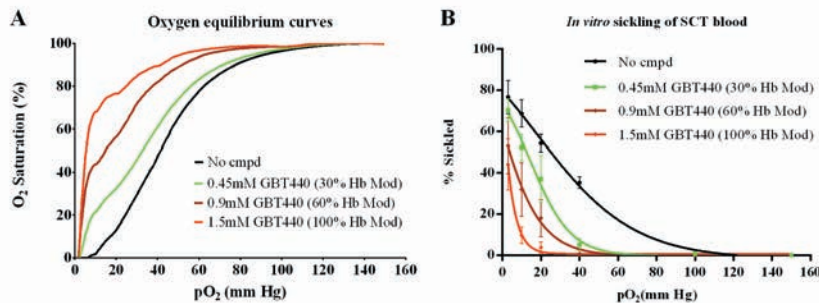 A
Oxygen equilibrium curves
O2 Saturation (%)
100
80
60
40
20
0
No cmpd
0.45mM GBT440 (30% Hb Mod)
0.9mM GBT440 (60% Hb Mod)
1.5mM GBT440 (100% Hb Mod)
0 20 40 60 80 100 120 140 160
pO2 (mm Hg)
B
In vitro sickling of SCT blood
% Sickled
100
80
60
40
20
0
No cmpd
0.45mM GBT440 (30% Hb Mod)
0.9mM GBT440 (60% Hb Mod)
1.5mM GBT440 (100% Hb Mod)
0 20 40 60 80 100 120 140 160
pO2(mm Hg)